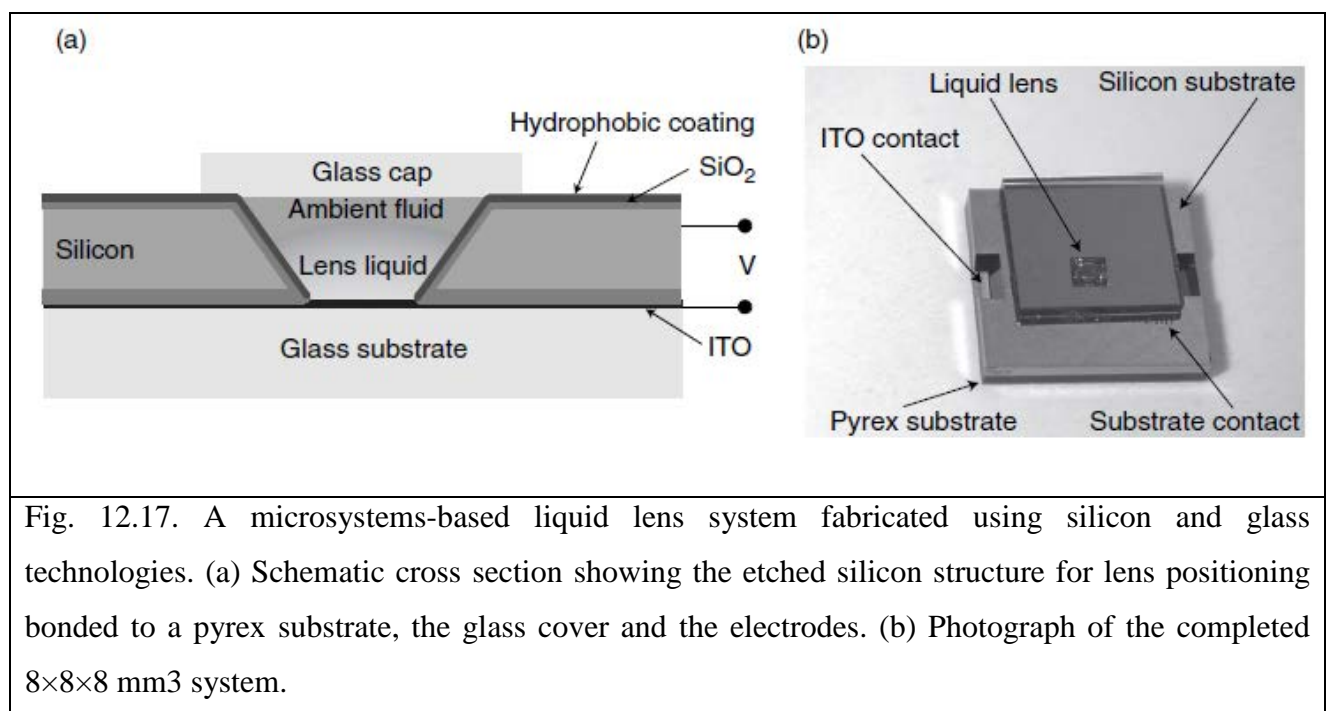 (a)
Hydrophobic coating
Glass cap
SiO₂
Ambient fluid
Silicon
Lens liquid
V
Glass substrate
ITO
(b)
Liquid lens
Silicon substrate
ITO contact
Pyrex substrate
Substrate contact
Fig. 12.17. A microsystems-based liquid lens system fabricated using silicon and glass
technologies. (a) Schematic cross section showing the etched silicon structure for lens positioning
bonded to a pyrex substrate, the glass cover and the electrodes. (b) Photograph of the completed
8×8×8 mm3 system.